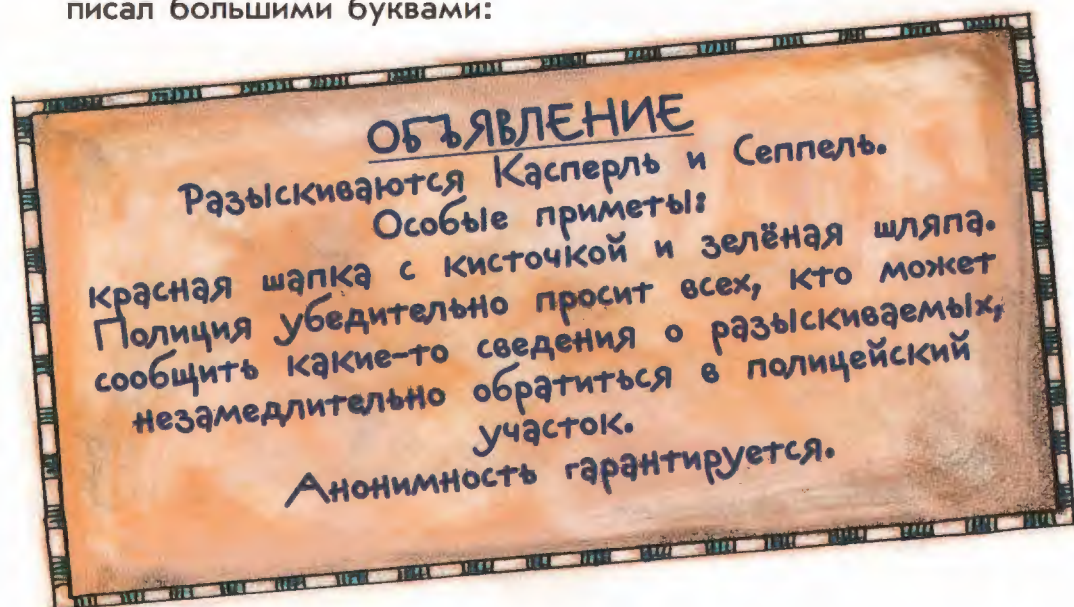 писал большими буквами:
ОБЪЯВЛЕНИЕ
Разыскиваются Касперль и Сеппель.
Особые приметы:
красная шапка с кисточкой и зелёная шляпа.
Полиция убедительно просит всех, кто может
сообщить какие-то сведения о разыскиваемых,
незамедлительно обратиться в полицейский
участок.
Анонимность гарантируется.